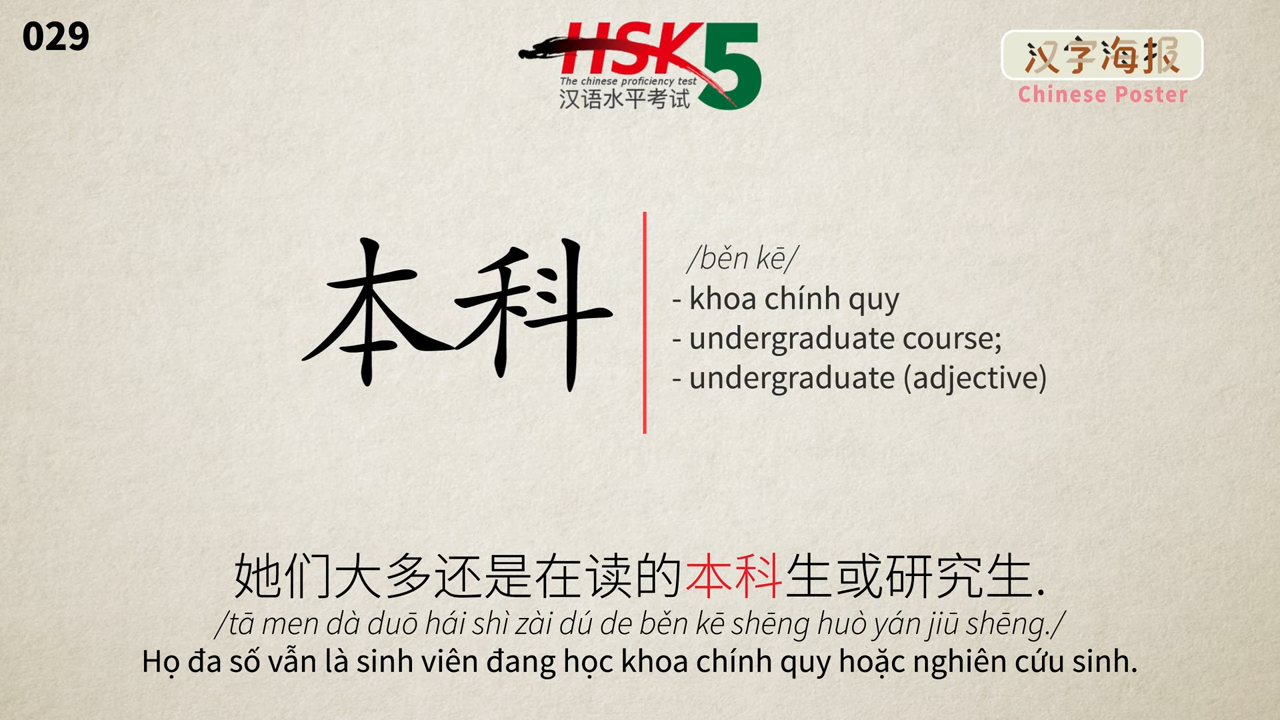 029
HSK5
The chinese proficiency test
汉语水平考试
汉字海报
Chinese Poster
本科
/běn kē/
- khoa chính quy
- undergraduate course;
- undergraduate (adjective)
她们大多还是在读的本科生或研究生.
/tā men dà duō hái shì zài dú de běn kē shēng huò yán jiū shēng./
Họ đa số vẫn là sinh viên đang học khoa chính quy hoặc nghiên cứu sinh.